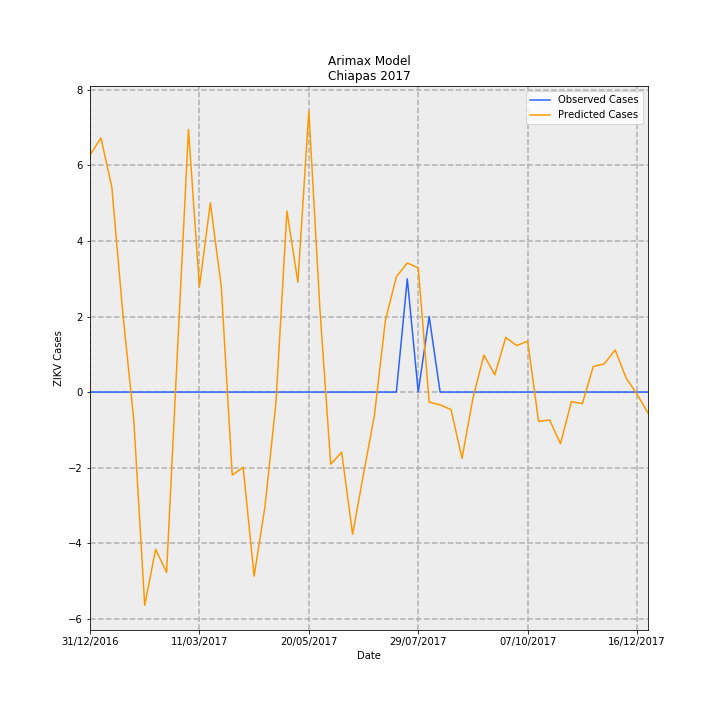 Arimax Model
Chiapas 2017
Observed Cases
Predicted Cases
8
6
4
2
0
−2
−4
−6
ZIKV Cases
31/12/2016 11/03/2017 20/05/2017 29/07/2017 07/10/2017 16/12/2017
Date